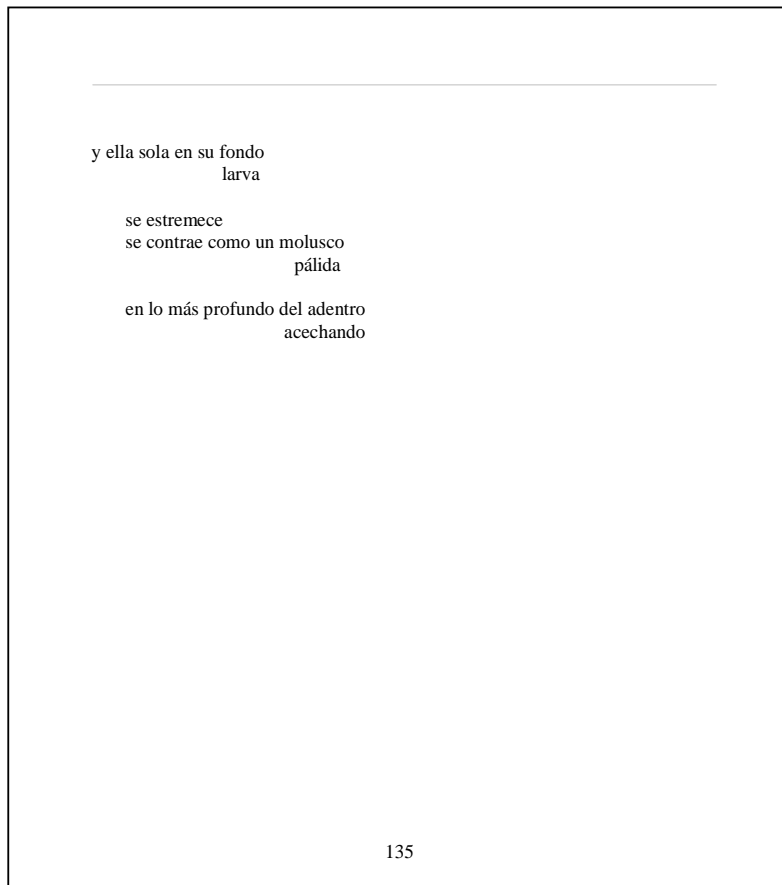 y ella sola en su fondo
larva
se estremece
se contrae como un molusco
pálida
en lo más profundo del adentro
acechando
135